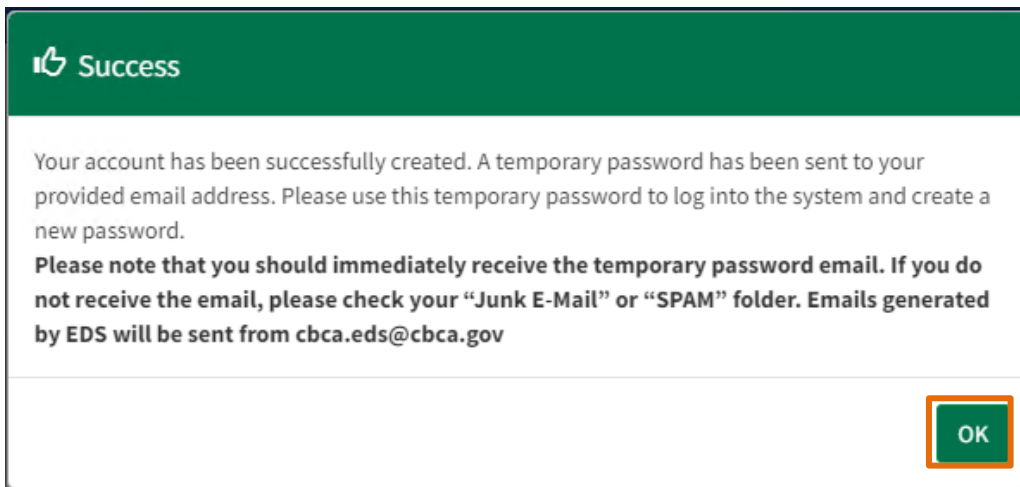 Success
Your account has been successfully created. A temporary password has been sent to your
provided email address. Please use this temporary password to log into the system and create a
new password.
Please note that you should immediately receive the temporary password email. If you do
not receive the email, please check your “Junk E-Mail” or “SPAM” folder. Emails generated
by EDS will be sent from cbca.eds@cbca.gov
OK